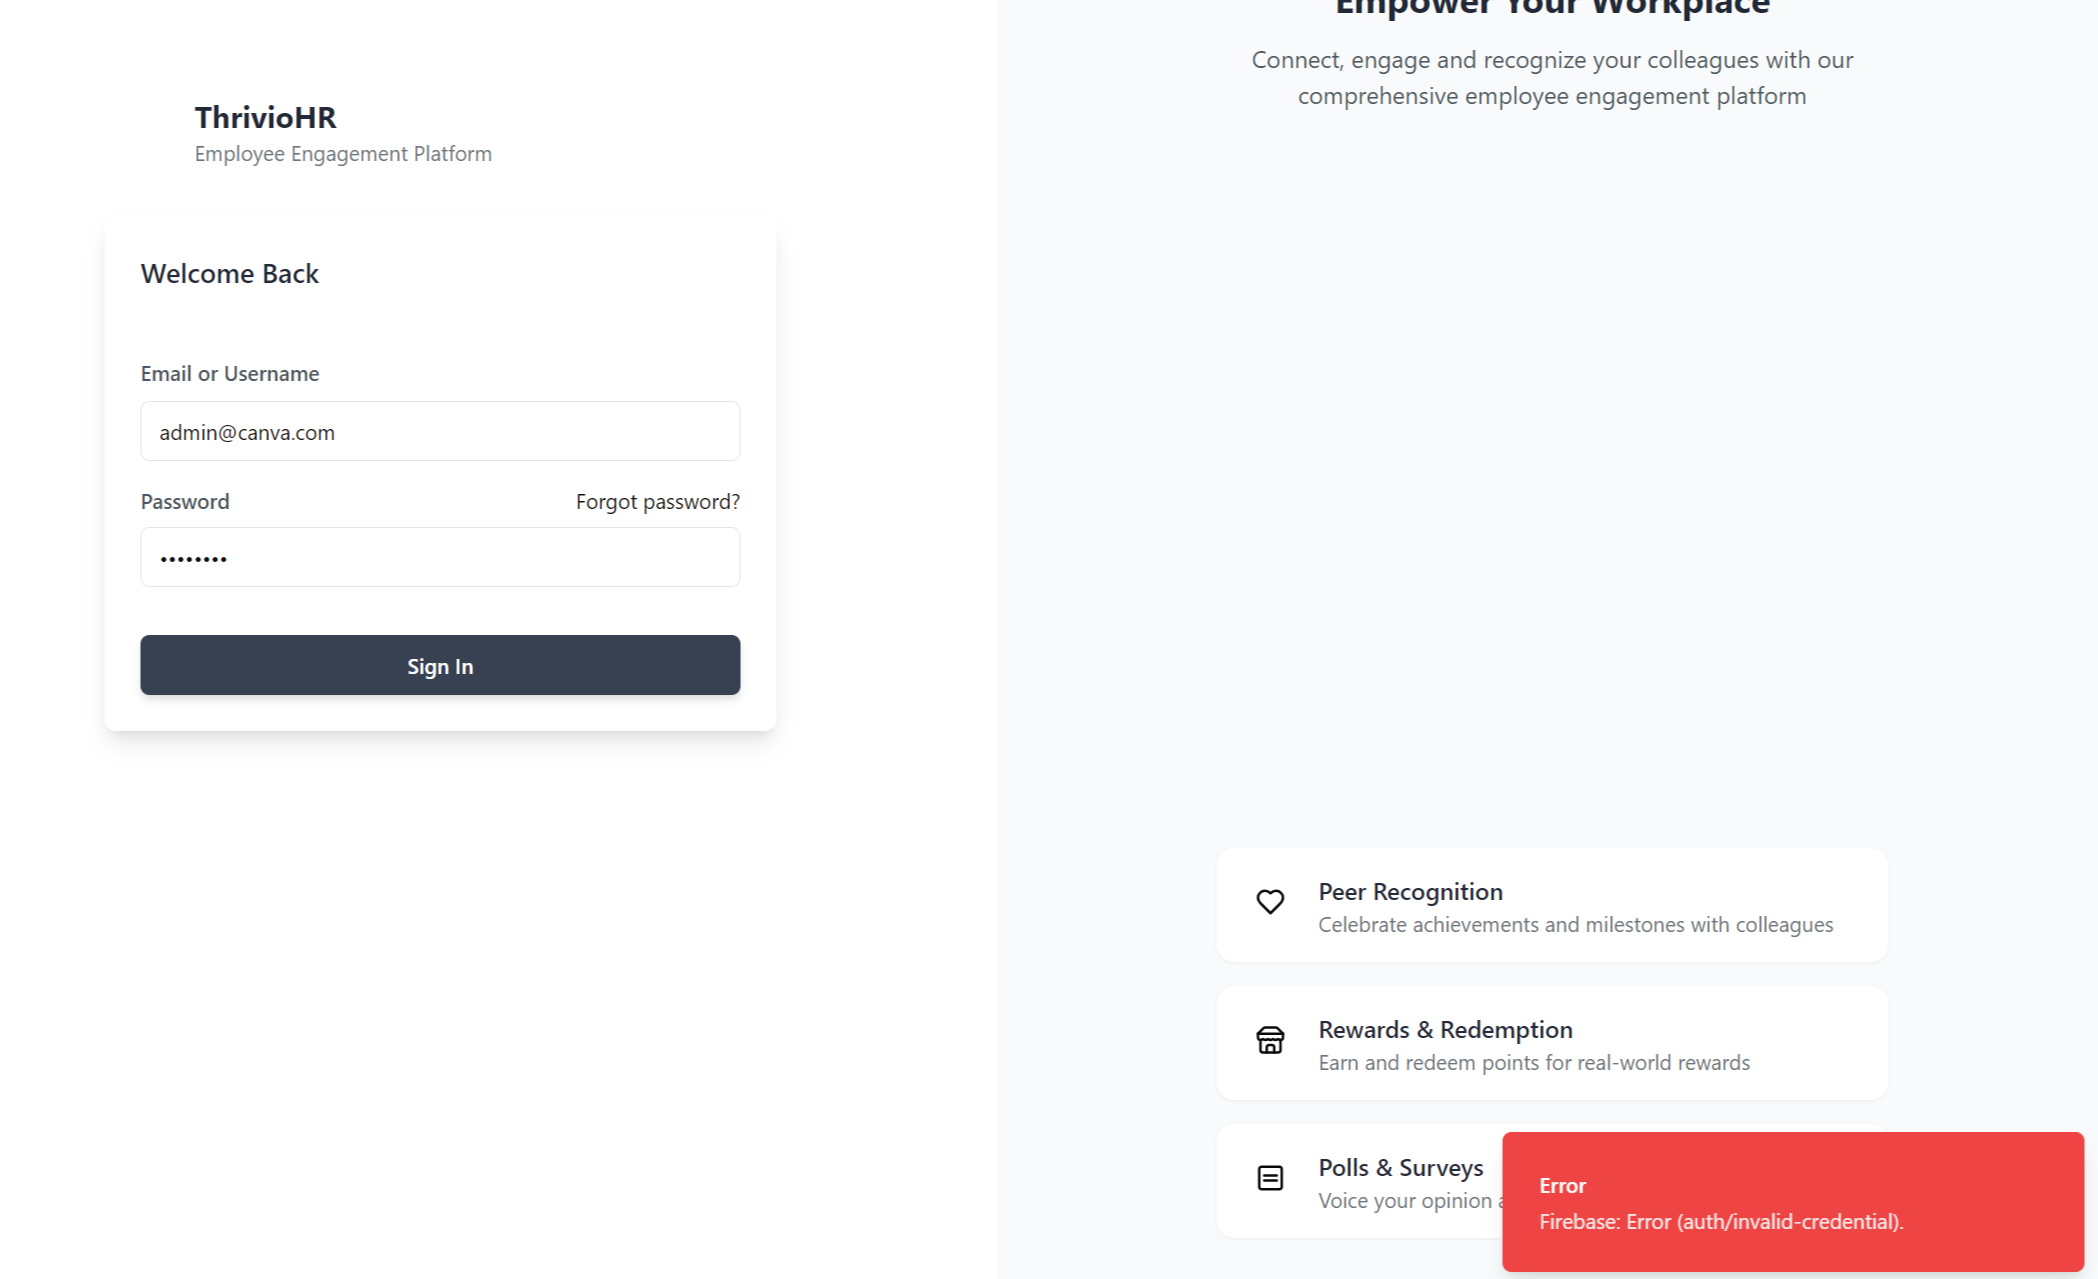 ThrivioHR
Employee Engagement Platform
Welcome Back
Email or Username
admin@canva.com
Password
Forgot password?
••••••••
Sign In
Empower Your Workplace
Connect, engage and recognize your colleagues with our
comprehensive employee engagement platform
Peer Recognition
Celebrate achievements and milestones with colleagues
Rewards & Redemption
Earn and redeem points for real-world rewards
Polls & Surveys
Voice your opinion
Error
Firebase: Error (auth/invalid-credential).